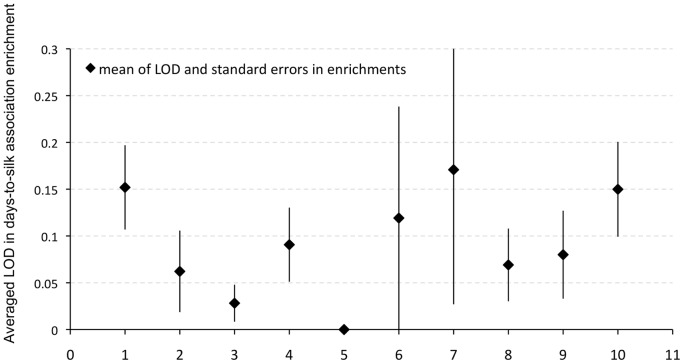 Averaged LOD in days-to-silk association enrichment
0.3
mean of LOD and standard errors in enrichments
0.25
0.2
0.15
0.1
0.05
0
0 1 2 3 4 5 6 7 8 9 10 11